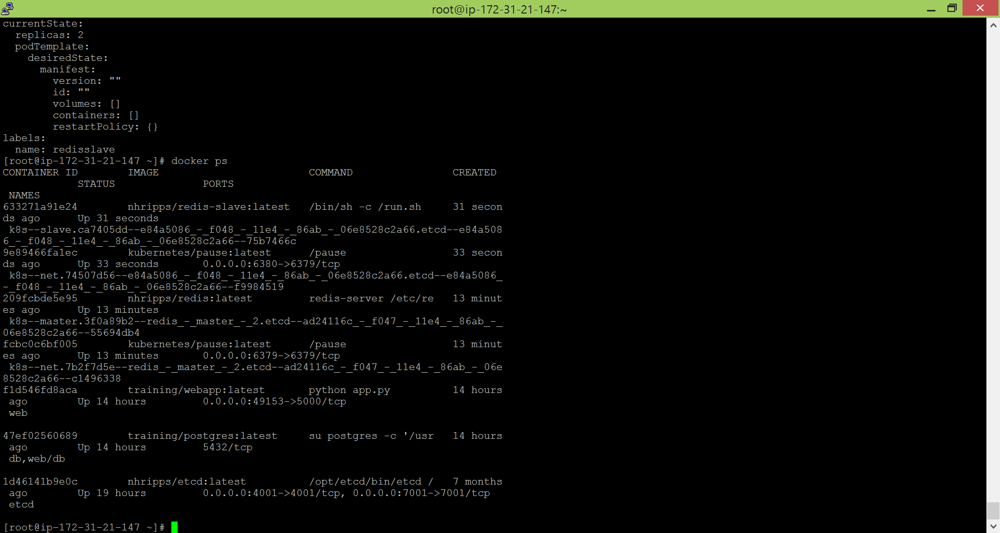 root@ip-172-31-21-147:~
currentState:
  replicas: 2
  podTemplate:
    desiredState:
      manifest:
        version: ""
        id: ""
        volumes: []
        containers: []
        restartPolicy: {}
labels:
  name: redisslave
[root@ip-172-31-21-147 ~]# docker ps
CONTAINER ID        IMAGE                        COMMAND                CREATED
            STATUS              PORTS
 NAMES
633271a91e24        nhripps/redis-slave:latest   /bin/sh -c /run.sh     31 secon
ds ago      Up 31 seconds
 k8s--slave.ca7405dd--e84a5086_-_f048_-_11e4_-_86ab_-_06e8528c2a66.etcd--e84a508
6_-_f048_-_11e4_-_86ab_-_06e8528c2a66--75b7466c
9e89466fa1ec        kubernetes/pause:latest      /pause                 33 secon
ds ago      Up 33 seconds       0.0.0.0:6380->6379/tcp
 k8s--net.74507d56--e84a5086_-_f048_-_11e4_-_86ab_-_06e8528c2a66.etcd--e84a5086_
-_f048_-_11e4_-_86ab_-_06e8528c2a66--f9984519
209fcbde5e95        nhripps/redis:latest         redis-server /etc/re   13 minut
es ago      Up 13 minutes
 k8s--master.3f0a89b2--redis_-_master_-_2.etcd--ad24116c_-_f047_-_11e4_-_86ab_-_
06e8528c2a66--55694db4
fcbc0c6bf005        kubernetes/pause:latest      /pause                 13 minut
es ago      Up 13 minutes       0.0.0.0:6379->6379/tcp
 k8s--net.7b2f7d5e--redis_-_master_-_2.etcd--ad24116c_-_f047_-_11e4_-_86ab_-_06e
8528c2a66--c1496338
f1d546fd8aca        training/webapp:latest       python app.py          14 hours
 ago        Up 14 hours         0.0.0.0:49153->5000/tcp
 web
47ef02560689        training/postgres:latest     su postgres -c '/usr   14 hours
 ago        Up 14 hours         5432/tcp
 db,web/db
1d46141b9e0c        nhripps/etcd:latest          /opt/etcd/bin/etcd /   7 months
 ago        Up 19 hours         0.0.0.0:4001->4001/tcp, 0.0.0.0:7001->7001/tcp
 etcd
[root@ip-172-31-21-147 ~]#